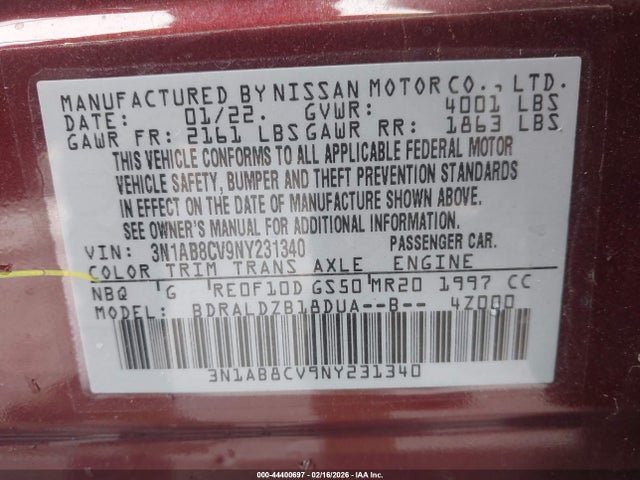 MANUFACTURED BY NISSAN MOTOR CO., LTD.
DATE: 01/22. GVWR: 4001 LBS
GAWR FR: 2161 LBS GAWR RR: 1863 LBS
THIS VEHICLE CONFORMS TO ALL APPLICABLE FEDERAL MOTOR
VEHICLE SAFETY, BUMPER AND THEFT PREVENTION STANDARDS
IN EFFECT ON THE DATE OF MANUFACTURE SHOWN ABOVE.
SEE OWNER'S MANUAL FOR ADDITIONAL INFORMATION.
VIN: 3N1AB8CV9NY231340 PASSENGER CAR.
COLOR TRIM TRANS AXLE ENGINE
NBQ G RE0F10D GS50 MR20 1997 CC
MODEL: BDRALDZB18DUA--B-- 4Z000
3N1AB8CV9NY231340
000-44400697 | 02/16/2026 - IAA Inc.